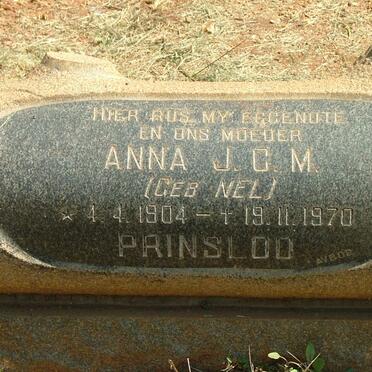 HIER RUS MY EGGENOTE
EN ONS MOEDER
ANNA J. C. M.
(GEB NEL)
* 4.4.1904 – † 19.11.1970
PRINSLOO